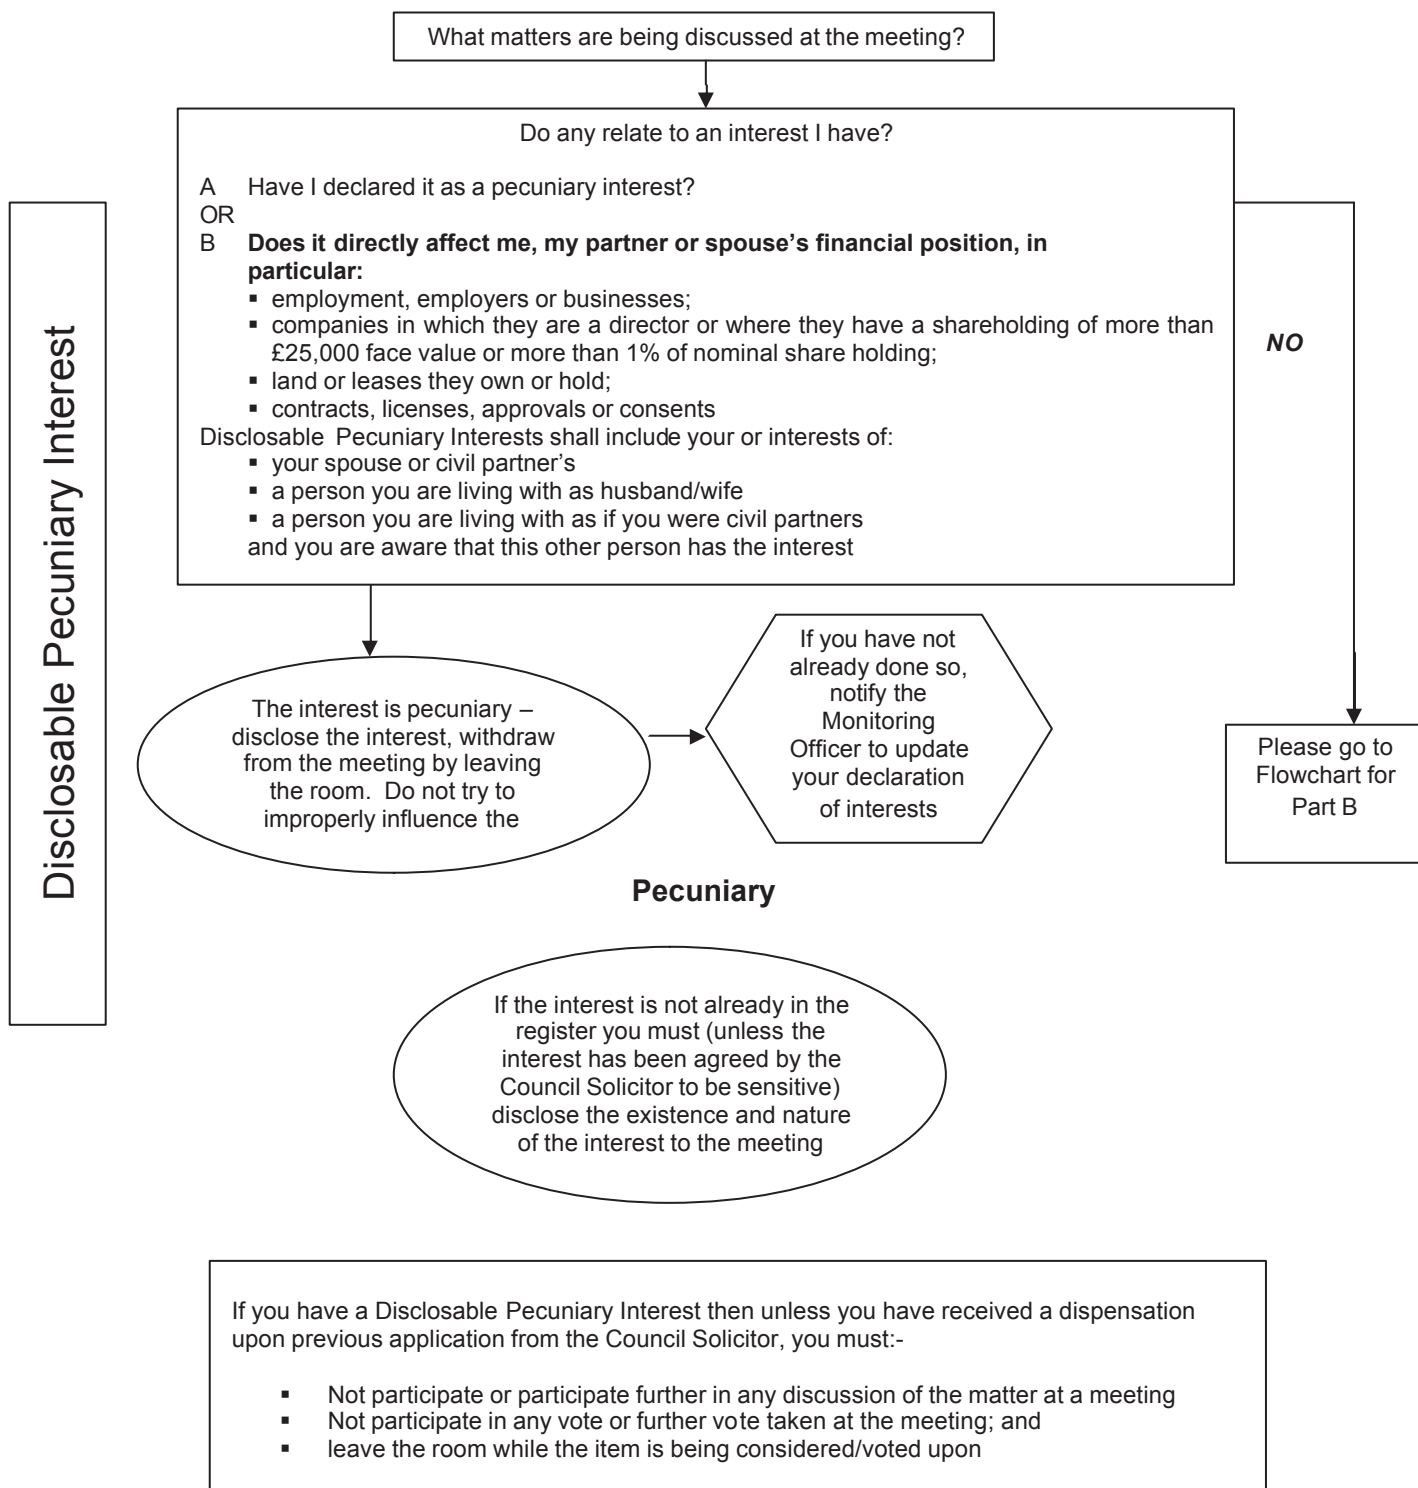 What matters are being discussed at the meeting?
Do any relate to an interest I have?
A Have I declared it as a pecuniary interest?
OR
B Does it directly affect me, my partner or spouse’s financial position, in
particular:
▪ employment, employers or businesses;
▪ companies in which they are a director or where they have a shareholding of more than
£25,000 face value or more than 1% of nominal share holding;
▪ land or leases they own or hold;
▪ contracts, licenses, approvals or consents
Disclosable Pecuniary Interests shall include your or interests of:
▪ your spouse or civil partner’s
▪ a person you are living with as husband/wife
▪ a person you are living with as if you were civil partners
and you are aware that this other person has the interest
NO
Disclosable Pecuniary Interest
The interest is pecuniary –
disclose the interest, withdraw
from the meeting by leaving
the room. Do not try to
improperly influence the
If you have not
already done so,
notify the
Monitoring
Officer to update
your declaration
of interests
Please go to
Flowchart for
Part B
Pecuniary
If the interest is not already in the
register you must (unless the
interest has been agreed by the
Council Solicitor to be sensitive)
disclose the existence and nature
of the interest to the meeting
If you have a Disclosable Pecuniary Interest then unless you have received a dispensation
upon previous application from the Council Solicitor, you must:-
▪ Not participate or participate further in any discussion of the matter at a meeting
▪ Not participate in any vote or further vote taken at the meeting; and
▪ leave the room while the item is being considered/voted upon